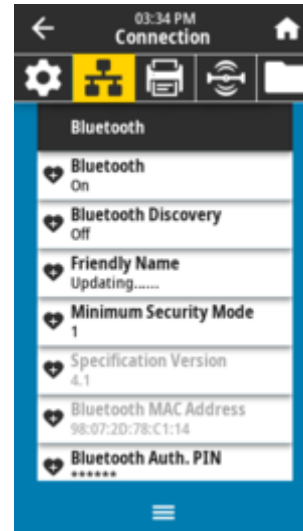 03:34 PM
Connection
Bluetooth
Bluetooth
On
Bluetooth Discovery
Off
Friendly Name
Updating......
Minimum Security Mode
1
Specification Version
4.1
Bluetooth MAC Address
98:07:2D:78:C1:14
Bluetooth Auth. PIN
******